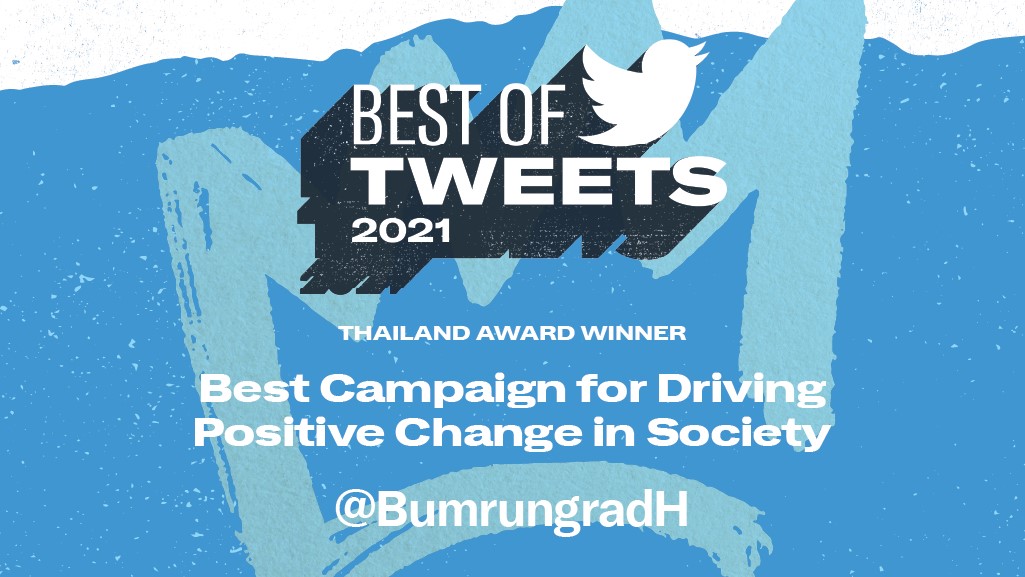 BEST OF
TWEETS
2021
THAILAND AWARD WINNER
Best Campaign for Driving
Positive Change in Society
@BumrungradH